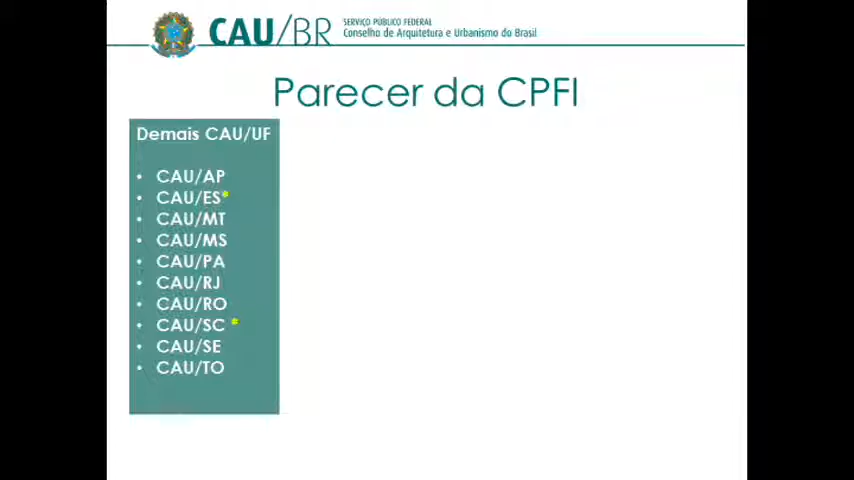 CAU/BR
SERVIÇO PÚBLICO FEDERAL
Conselho de Arquitetura e Urbanismo do Brasil
Parecer da CPFI
Demais CAU/UF
• CAU/AP
• CAU/ES*
• CAU/MT
• CAU/MS
• CAU/PA
• CAU/RJ
• CAU/RO
• CAU/SC *
• CAU/SE
• CAU/TO